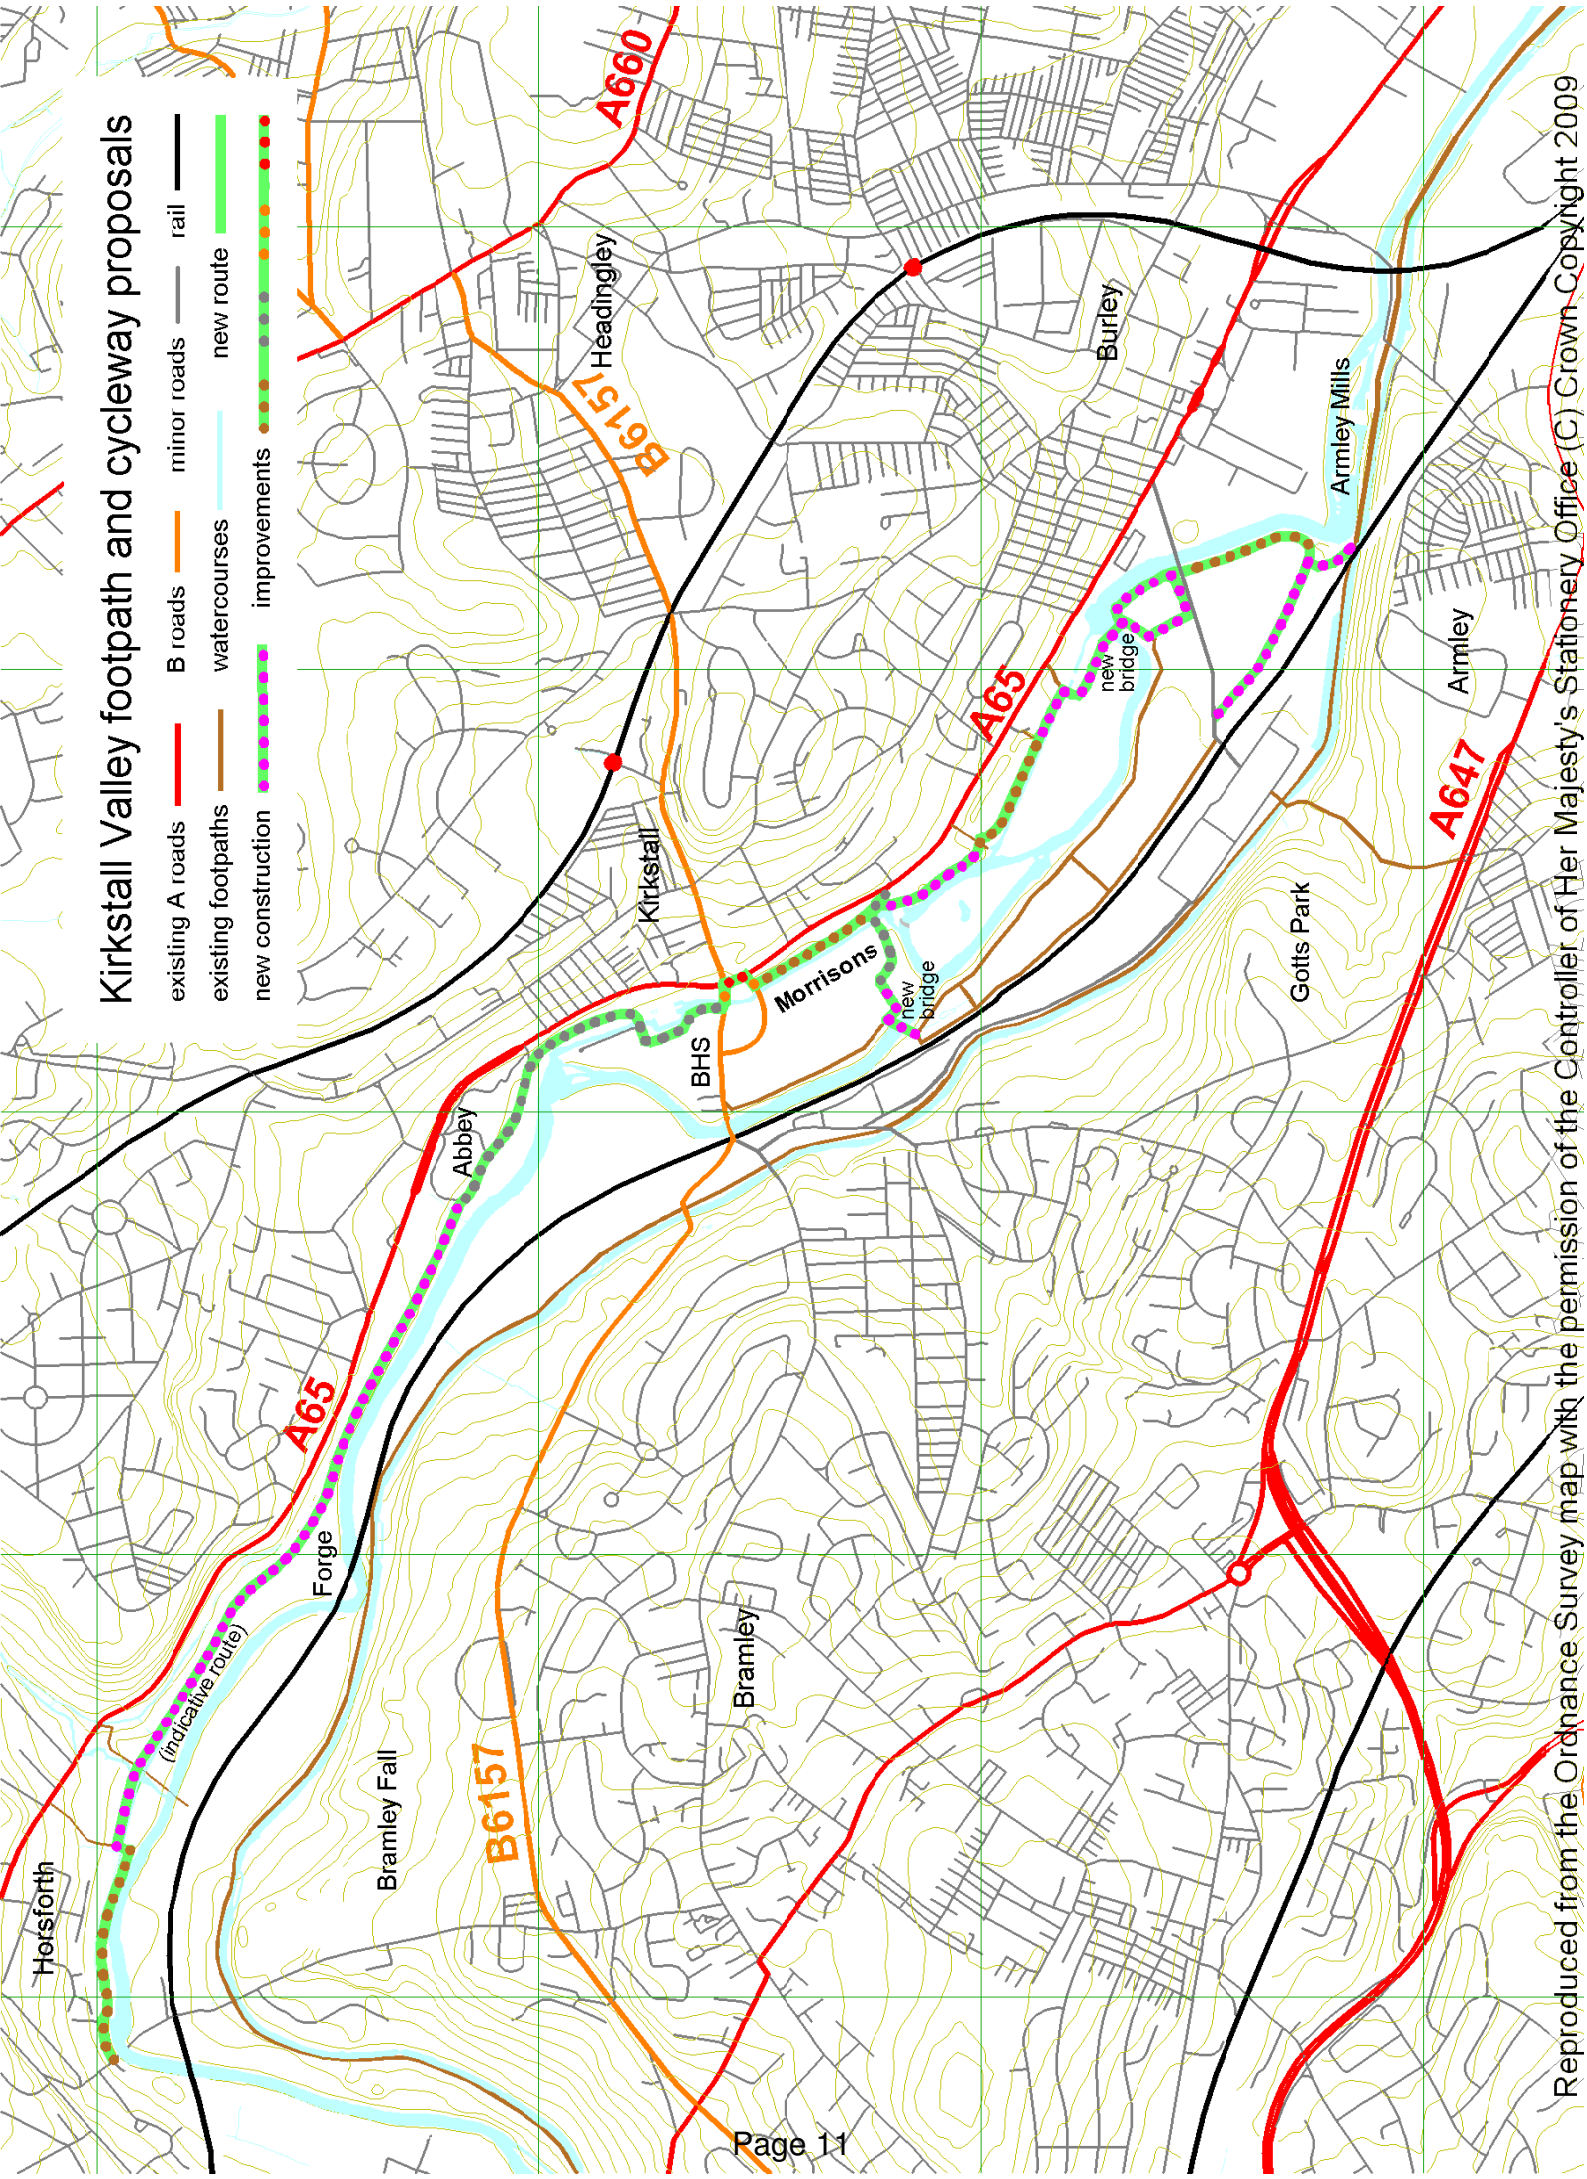 Kirkstall Valley footpath and cycleway proposals
existing A roads B roads minor roads rail
existing footpaths watercourses new route
new construction improvements
A660
Headingley
B6157
Burley
Armley Mills
Kirkstall
A65
new
bridge
Armley
A647
Morrisons
new
bridge
Gotts Park
BHS
Abbey
A65
Forge
(indicative route)
Bramley
Bramley Fall
B6157
Horsforth
Page 11
Reproduced from the Ordnance Survey map with the permission of the Controller of Her Majesty's Stationery Office (C) Crown Copyright 2009